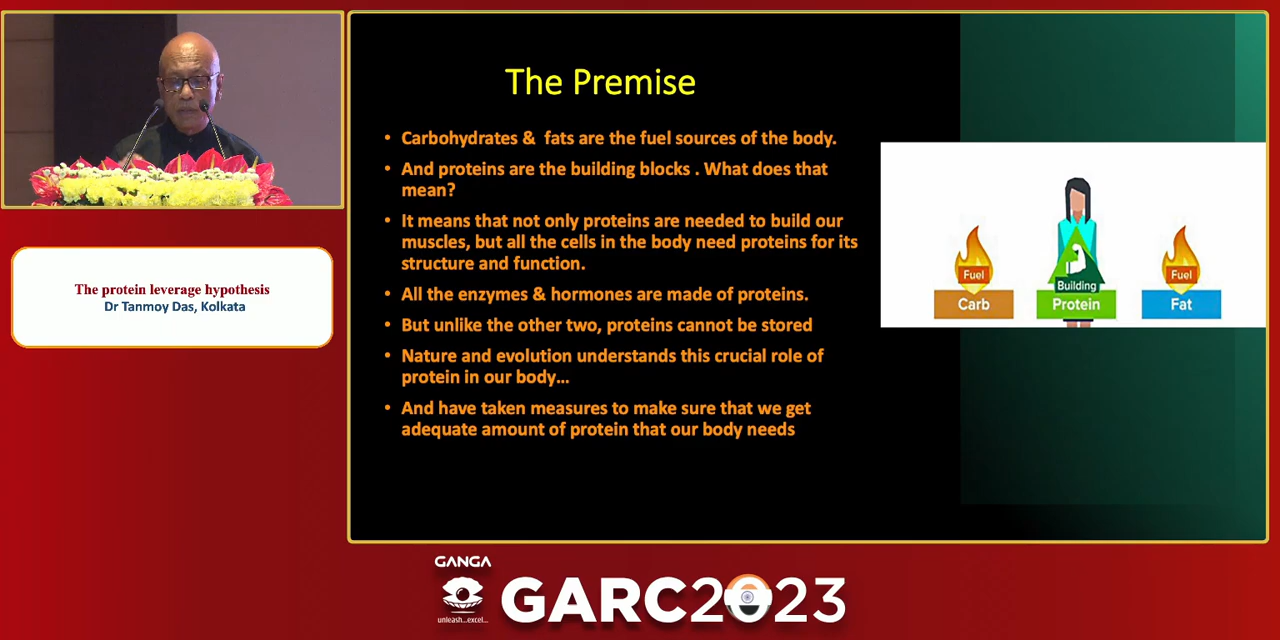 The protein leverage hypothesis
Dr Tanmoy Das, Kolkata
The Premise
• Carbohydrates &  fats are the fuel sources of the body.
• And proteins are the building blocks . What does that
mean?
• It means that not only proteins are needed to build our
muscles, but all the cells in the body need proteins for its
structure and function.
• All the enzymes & hormones are made of proteins.
• But unlike the other two, proteins cannot be stored
• Nature and evolution understands this crucial role of
protein in our body...
• And have taken measures to make sure that we get
adequate amount of protein that our body needs
Fuel
Carb
Building
Protein
Fuel
Fat
GANGA
unleash...excel...
GARC2023